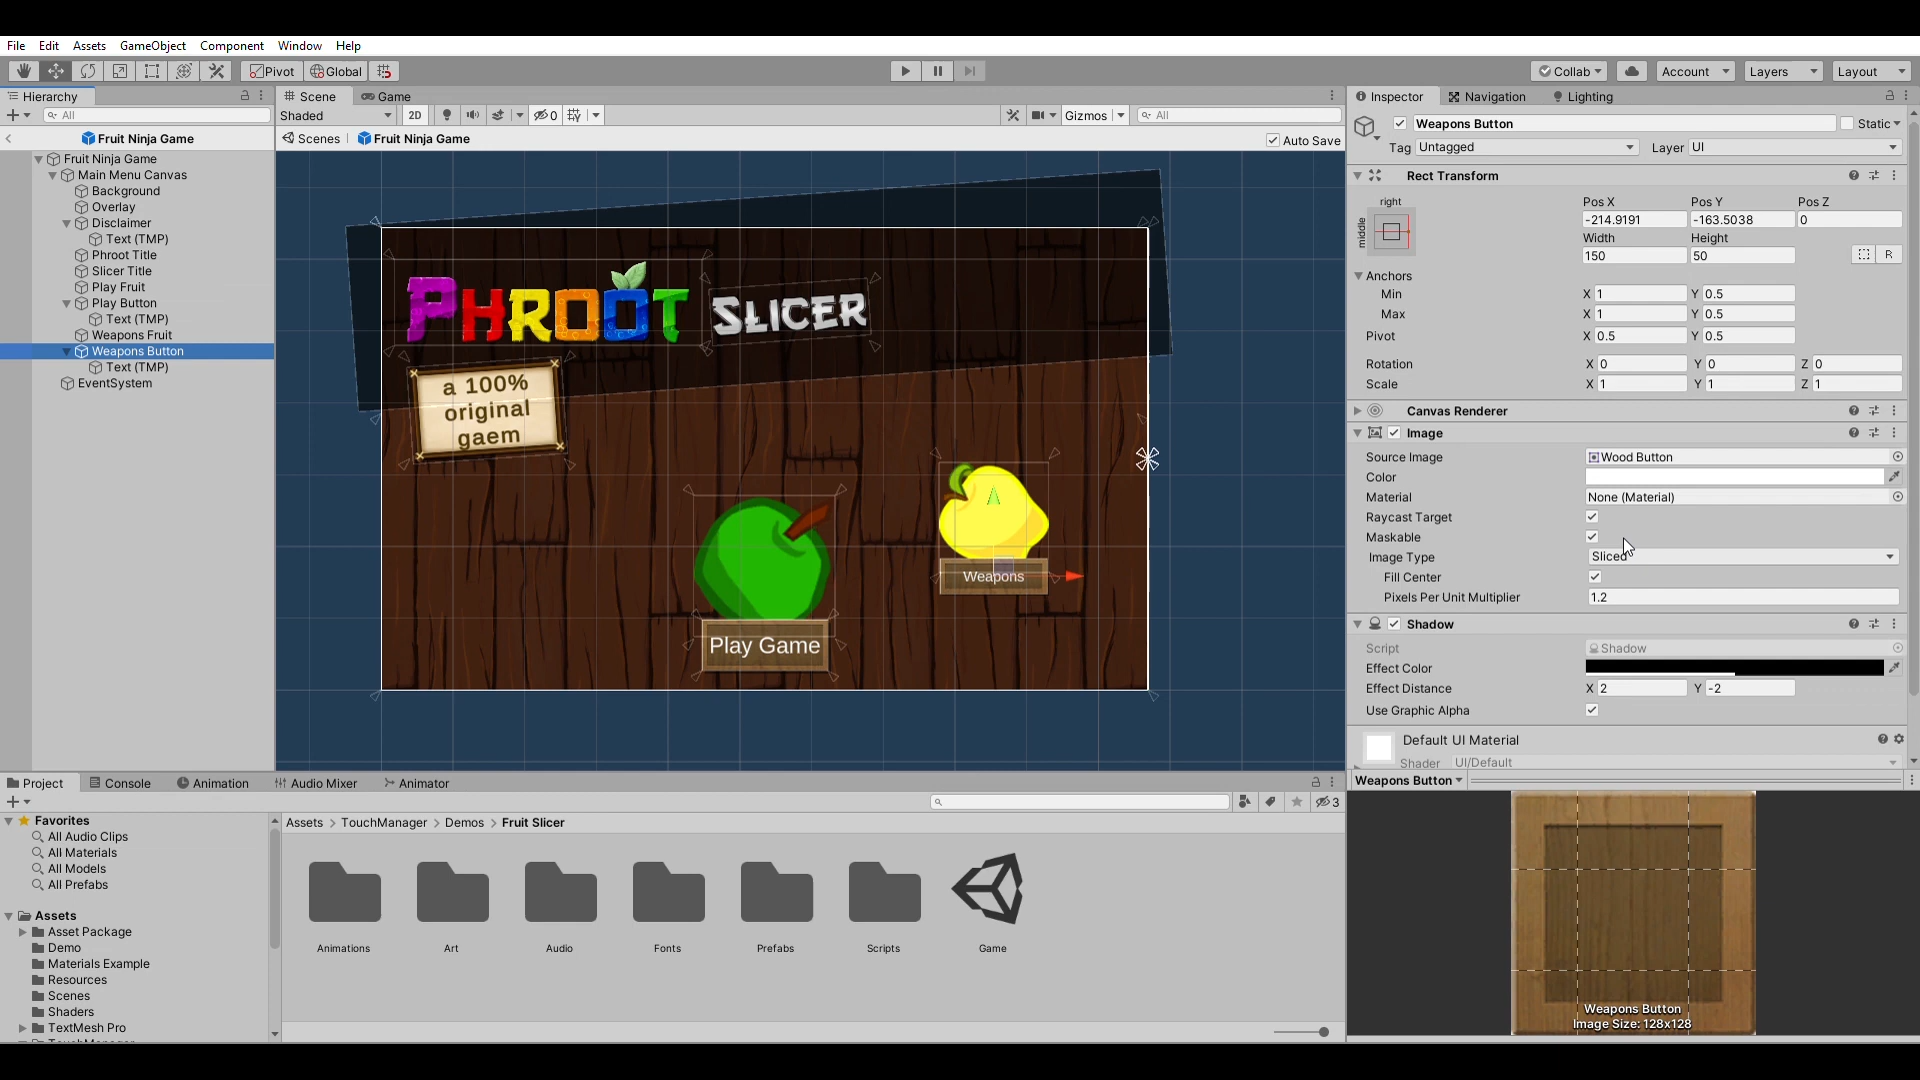 File Edit Assets GameObject Component Window Help
Pivot Global Collab Account Layers Layout
Hierarchy
All
Fruit Ninja Game
Fruit Ninja Game
Main Menu Canvas
Background
Overlay
Disclaimer
Text (TMP)
Phroot Title
Slicer Title
Play Fruit
Play Button
Text (TMP)
Weapons Fruit
Weapons Button
Text (TMP)
EventSystem
Scene Game
Shaded 2D 0 Gizmos All
Scenes Fruit Ninja Game Auto Save
PHROOT SLICER
a 100%
original
gaem
Weapons
Play Game
Inspector Navigation Lighting
Weapons Button Static
Tag Untagged Layer UI
Rect Transform
right
middle
Pos X Pos Y Pos Z
-214.9191 -163.5038 0
Width Height
150 50 R
Anchors
Min X 1 Y 0.5
Max X 1 Y 0.5
Pivot X 0.5 Y 0.5
Rotation X 0 Y 0 Z 0
Scale X 1 Y 1 Z 1
Canvas Renderer
Image
Source Image Wood Button
Color
Material None (Material)
Raycast Target
Maskable
Image Type Sliced
Fill Center
Pixels Per Unit Multiplier 1.2
Shadow
Script Shadow
Effect Color
Effect Distance X 2 Y -2
Use Graphic Alpha
Default UI Material
Shader UI/Default
Weapons Button
Weapons Button
Image Size: 128x128
Project Console Animation Audio Mixer Animator
3
Favorites
All Audio Clips
All Materials
All Models
All Prefabs
Assets
Asset Package
Demo
Materials Example
Resources
Scenes
Shaders
TextMesh Pro
TouchManager
Assets > TouchManager > Demos > Fruit Slicer
Animations Art Audio Fonts Prefabs Scripts Game